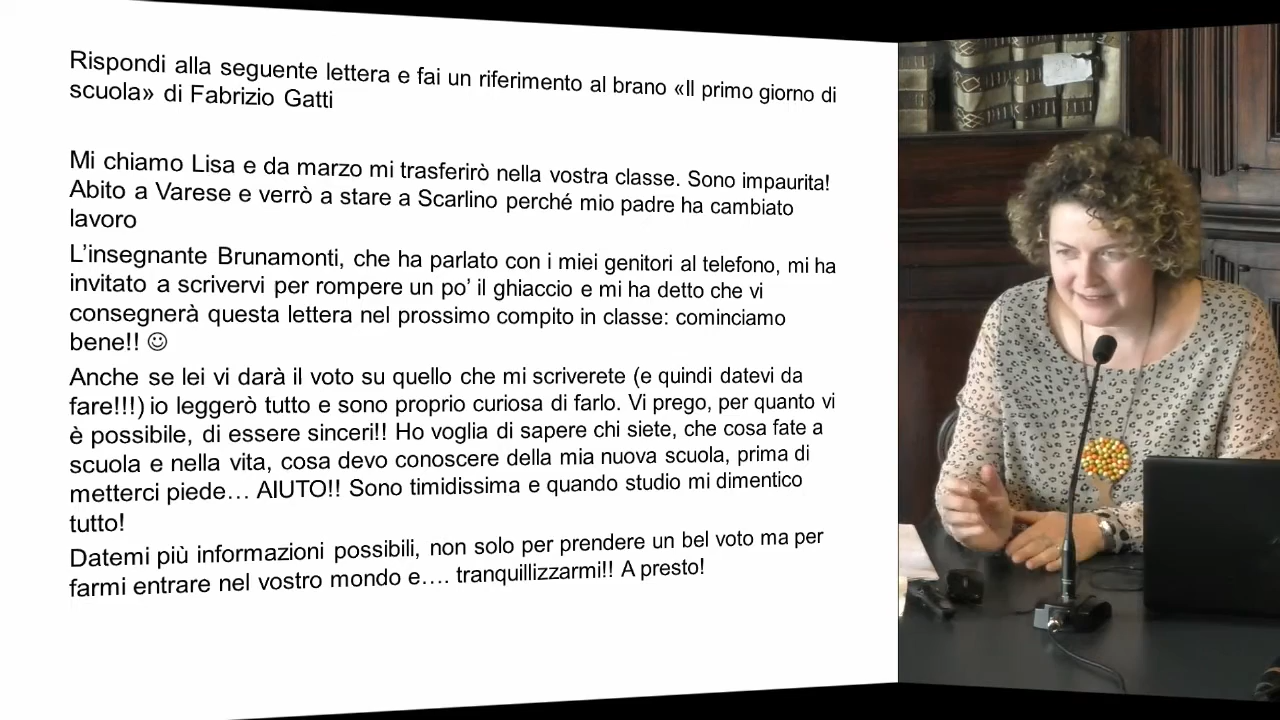 Rispondi alla seguente lettera e fai un riferimento al brano «Il primo giorno di
scuola» di Fabrizio Gatti
Mi chiamo Lisa e da marzo mi trasferirò nella vostra classe. Sono impaurita!
Abito a Varese e verrò a stare a Scarlino perché mio padre ha cambiato
lavoro
L’insegnante Brunamonti, che ha parlato con i miei genitori al telefono, mi ha
invitato a scrivervi per rompere un po’ il ghiaccio e mi ha detto che vi
consegnerà questa lettera nel prossimo compito in classe: cominciamo
bene!! ☺
Anche se lei vi darà il voto su quello che mi scriverete (e quindi datevi da
fare!!!) io leggerò tutto e sono proprio curiosa di farlo. Vi prego, per quanto vi
è possibile, di essere sinceri!! Ho voglia di sapere chi siete, che cosa fate a
scuola e nella vita, cosa devo conoscere della mia nuova scuola, prima di
metterci piede… AIUTO!! Sono timidissima e quando studio mi dimentico
tutto!
Datemi più informazioni possibili, non solo per prendere un bel voto ma per
farmi entrare nel vostro mondo e…. tranquillizzarmi!! A presto!